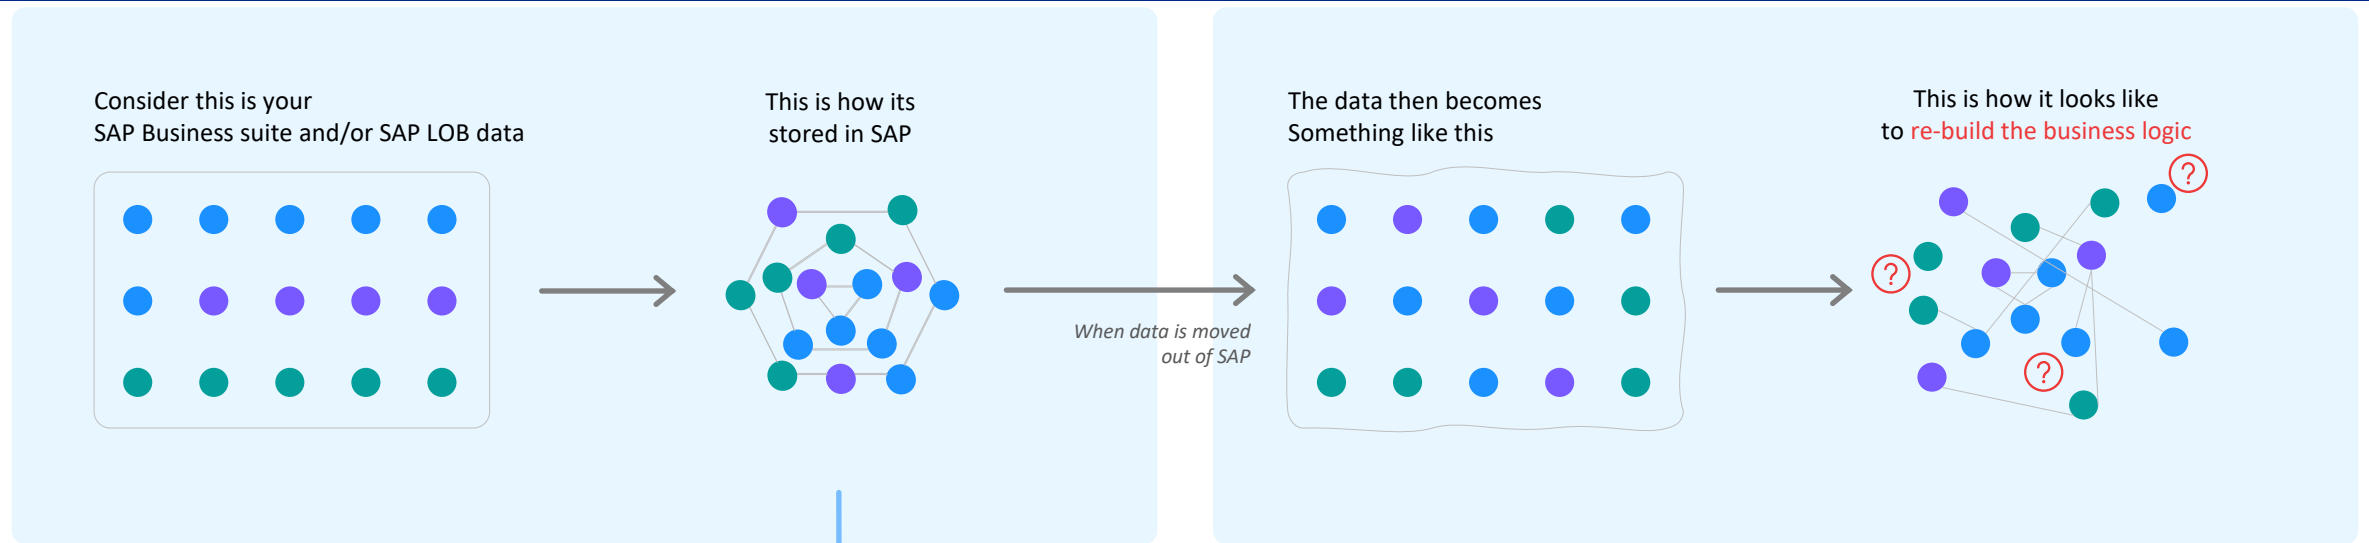 Consider this is your
SAP Business suite and/or SAP LOB data
This is how its
stored in SAP
When data is moved
out of SAP
The data then becomes
Something like this
This is how it looks like
to re-build the business logic
?
?
?